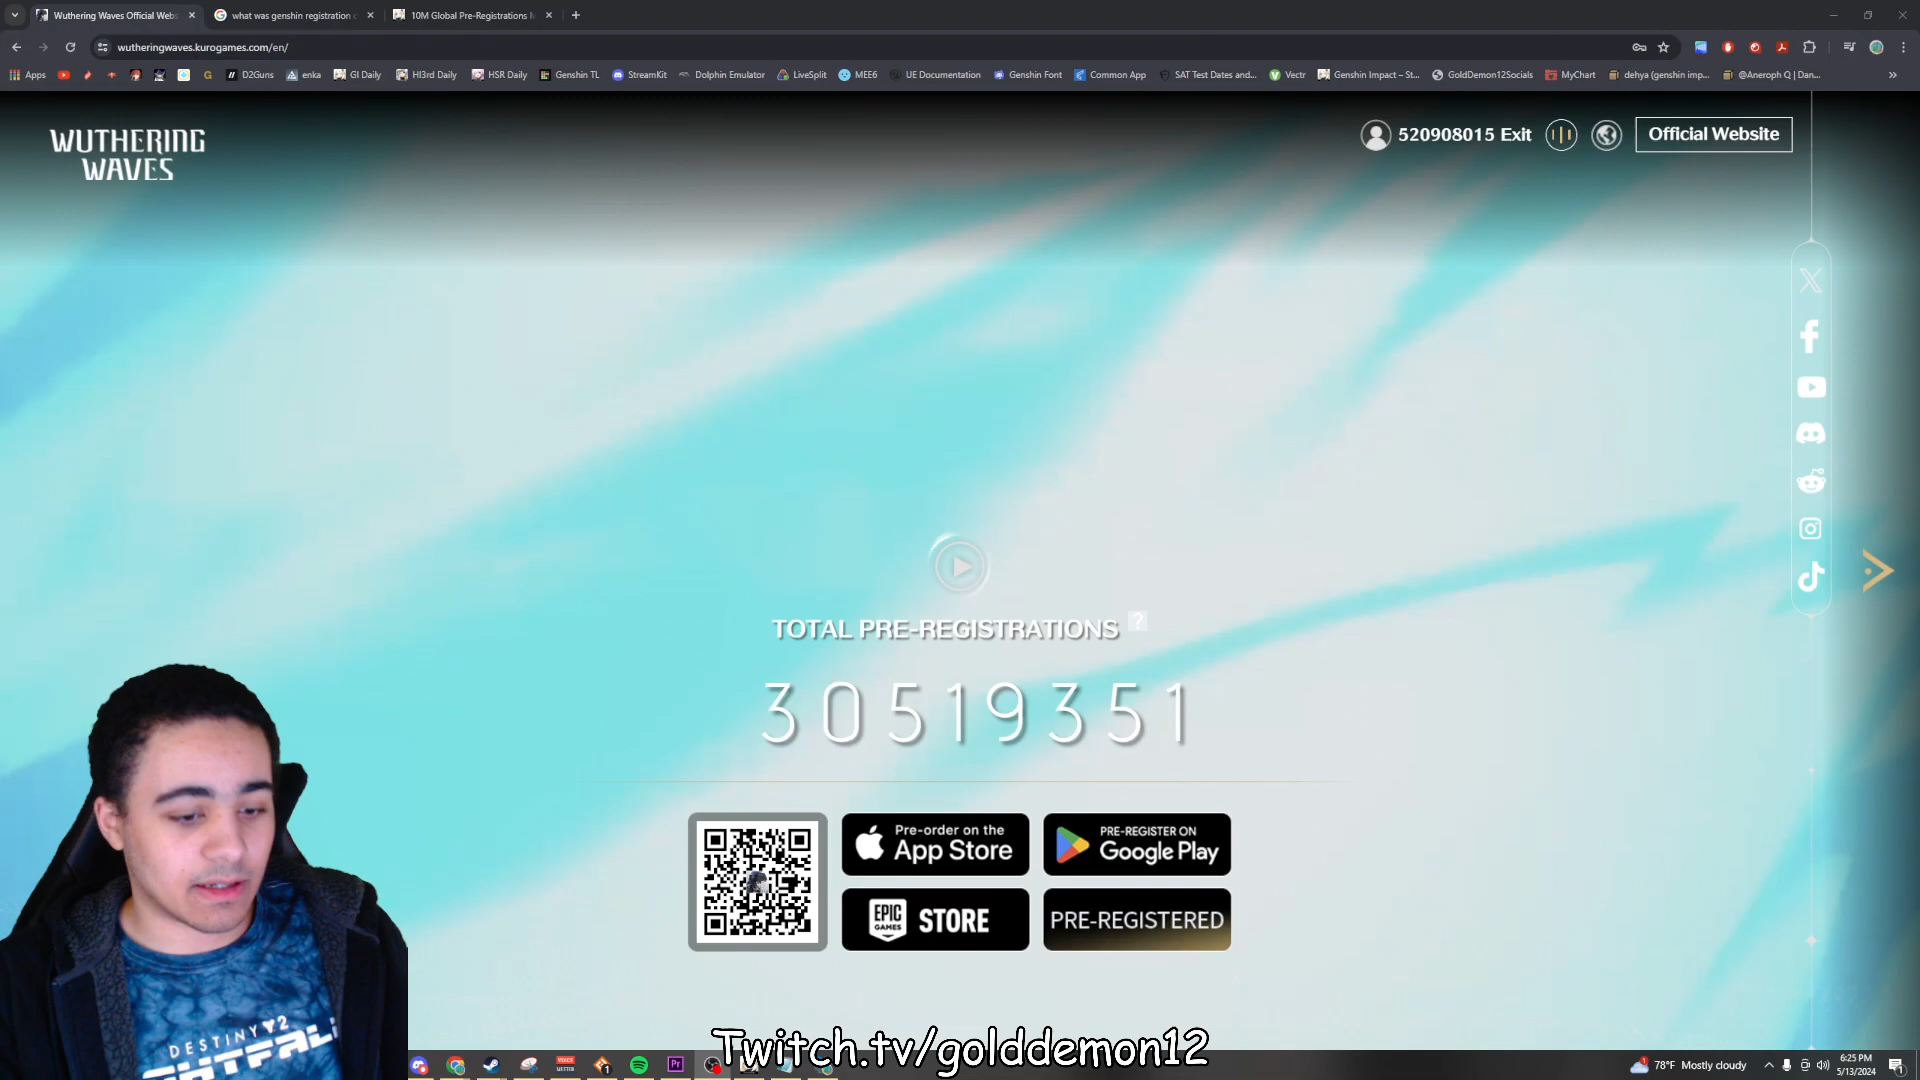 Wuthering Waves Official Webs
what was genshin registration
10M Global Pre-Registrations
wutheringwaves.kurogames.com/en/
Apps
D2Guns
enka
GI Daily
HI3rd Daily
HSR Daily
Genshin TL
StreamKit
Dolphin Emulator
LiveSplit
MEE6
UE Documentation
Genshin Font
Common App
SAT Test Dates and...
Vectr
Genshin Impact – St...
GoldDemon12Socials
MyChart
dehya (genshin imp...
@Aneroph Q | Dan...
WUTHERING
WAVES
520908015 Exit
Official Website
TOTAL PRE-REGISTRATIONS ?
30519351
Pre-order on the
App Store
PRE-REGISTER ON
Google Play
EPIC
GAMES
STORE
PRE-REGISTERED
DESTINY 2
Twitch.tv/golddemon12
VOICE
MEETER
Pr
78°F Mostly cloudy
6:25 PM
5/13/2024